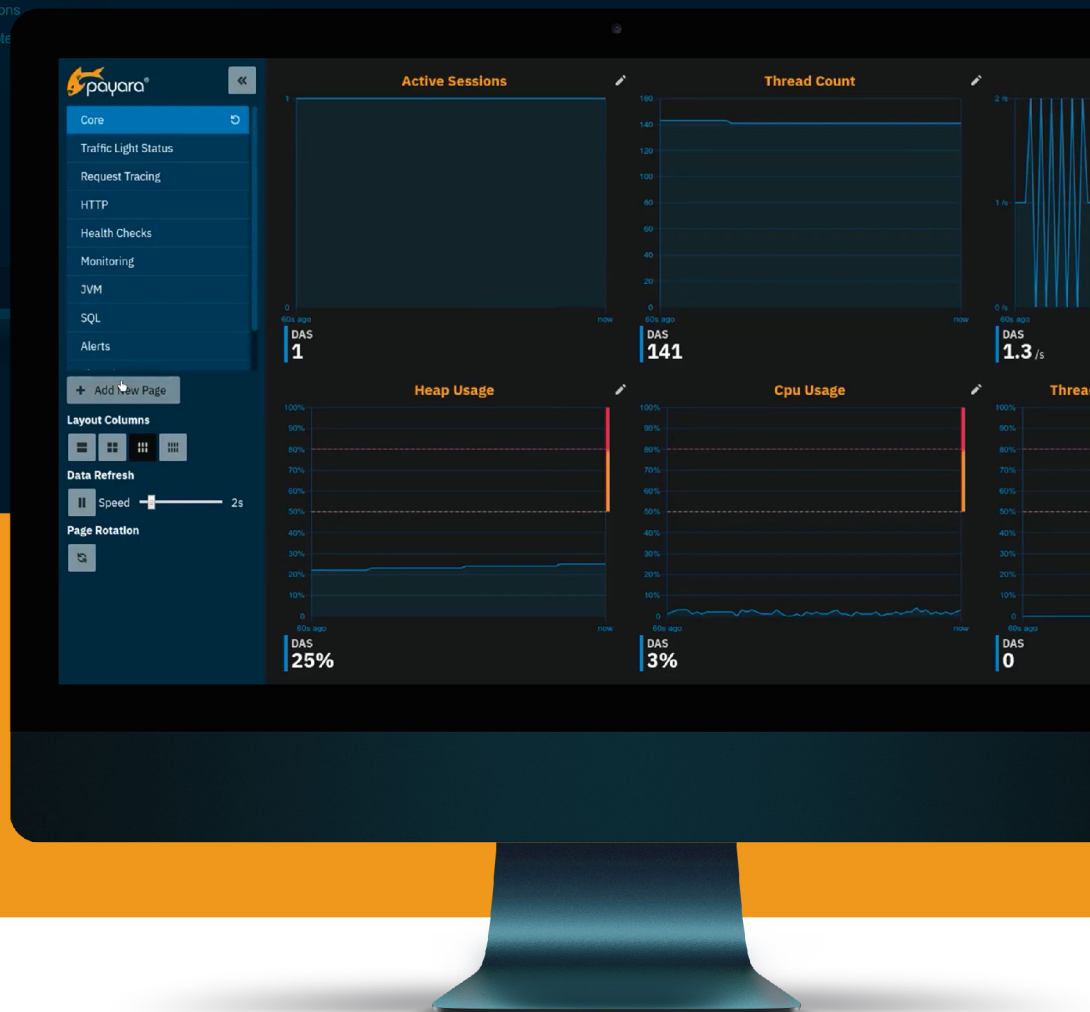 ons
payara®
«
Core
Traffic Light Status
Request Tracing
HTTP
Health Checks
Monitoring
JVM
SQL
Alerts
+ Add New Page
Layout Columns
Data Refresh
Speed 2s
Page Rotation
Active Sessions
1
0
60s ago now
DAS
1
Thread Count
160
140
120
100
80
60
40
20
0
60s ago now
DAS
141
2 /s
1 /s
0 /s
60s ago
DAS
1.3 /s
Heap Usage
100%
90%
80%
70%
60%
50%
40%
30%
20%
10%
0
60s ago now
DAS
25%
Cpu Usage
100%
90%
80%
70%
60%
50%
40%
30%
20%
10%
0
60s ago now
DAS
3%
Threa
100%
90%
80%
70%
60%
50%
40%
30%
20%
10%
0
60s ago
DAS
0